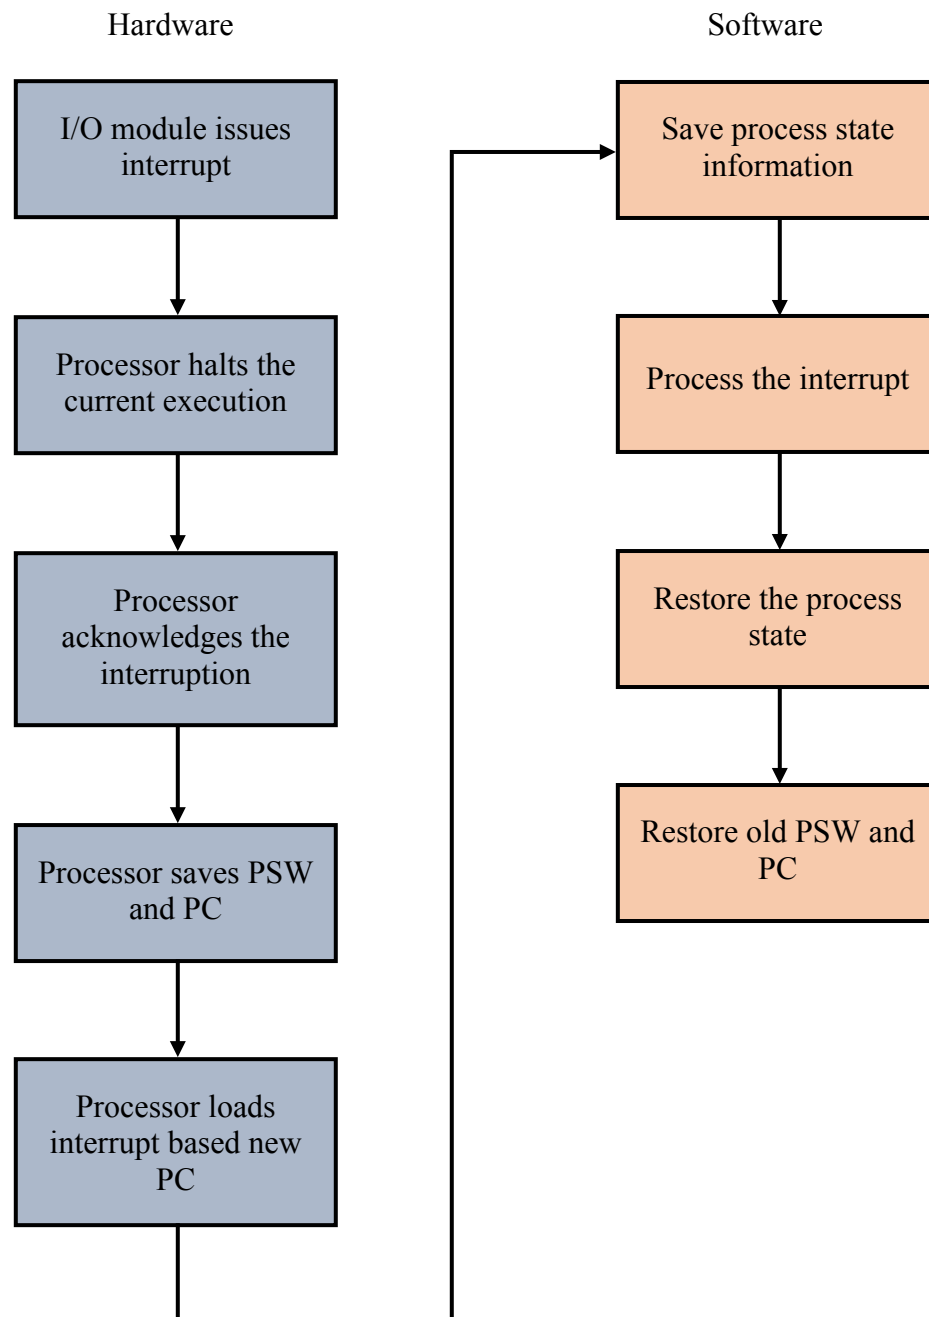 Hardware
I/O module issues
interrupt
Processor halts the
current execution
Processor
acknowledges the
interruption
Processor saves PSW
and PC
Processor loads
interrupt based new
PC
Software
Save process state
information
Process the interrupt
Restore the process
state
Restore old PSW and
PC